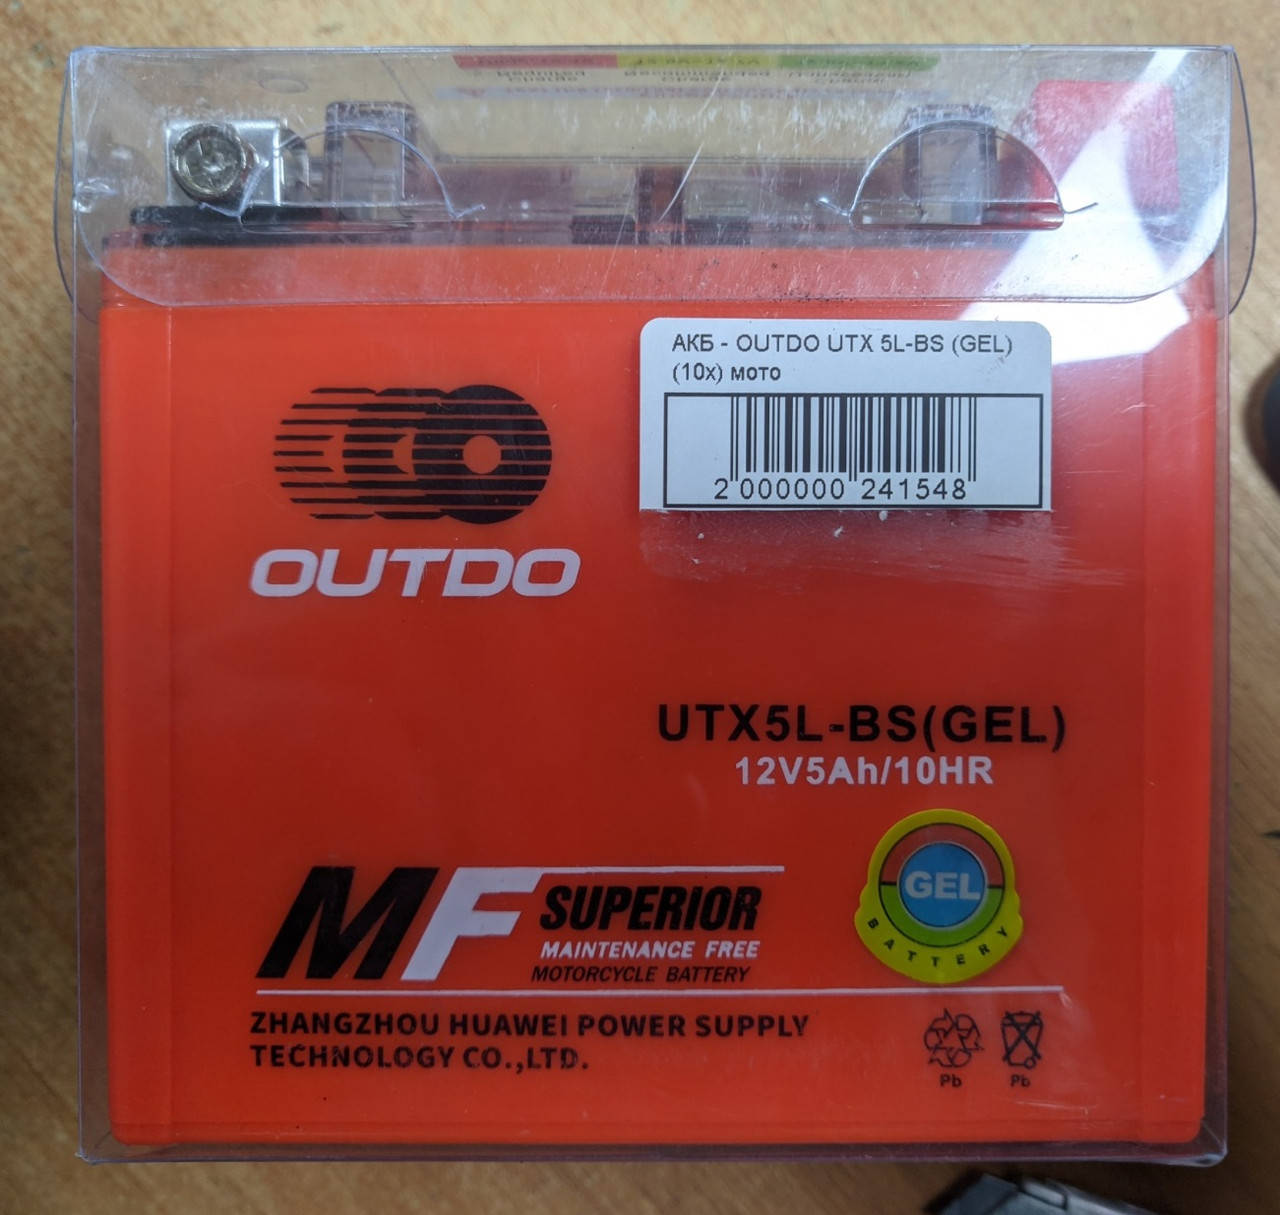 АКБ - OUTDO UTX 5L-BS (GEL)
(10x) мото
2 000000 241548
OUTDO
UTX5L-BS(GEL)
12V5Ah/10HR
GEL
BATTERY
MF SUPERIOR
MAINTENANCE FREE
MOTORCYCLE BATTERY
ZHANGZHOU HUAWEI POWER SUPPLY
TECHNOLOGY CO.,LTD.
Pb Pb